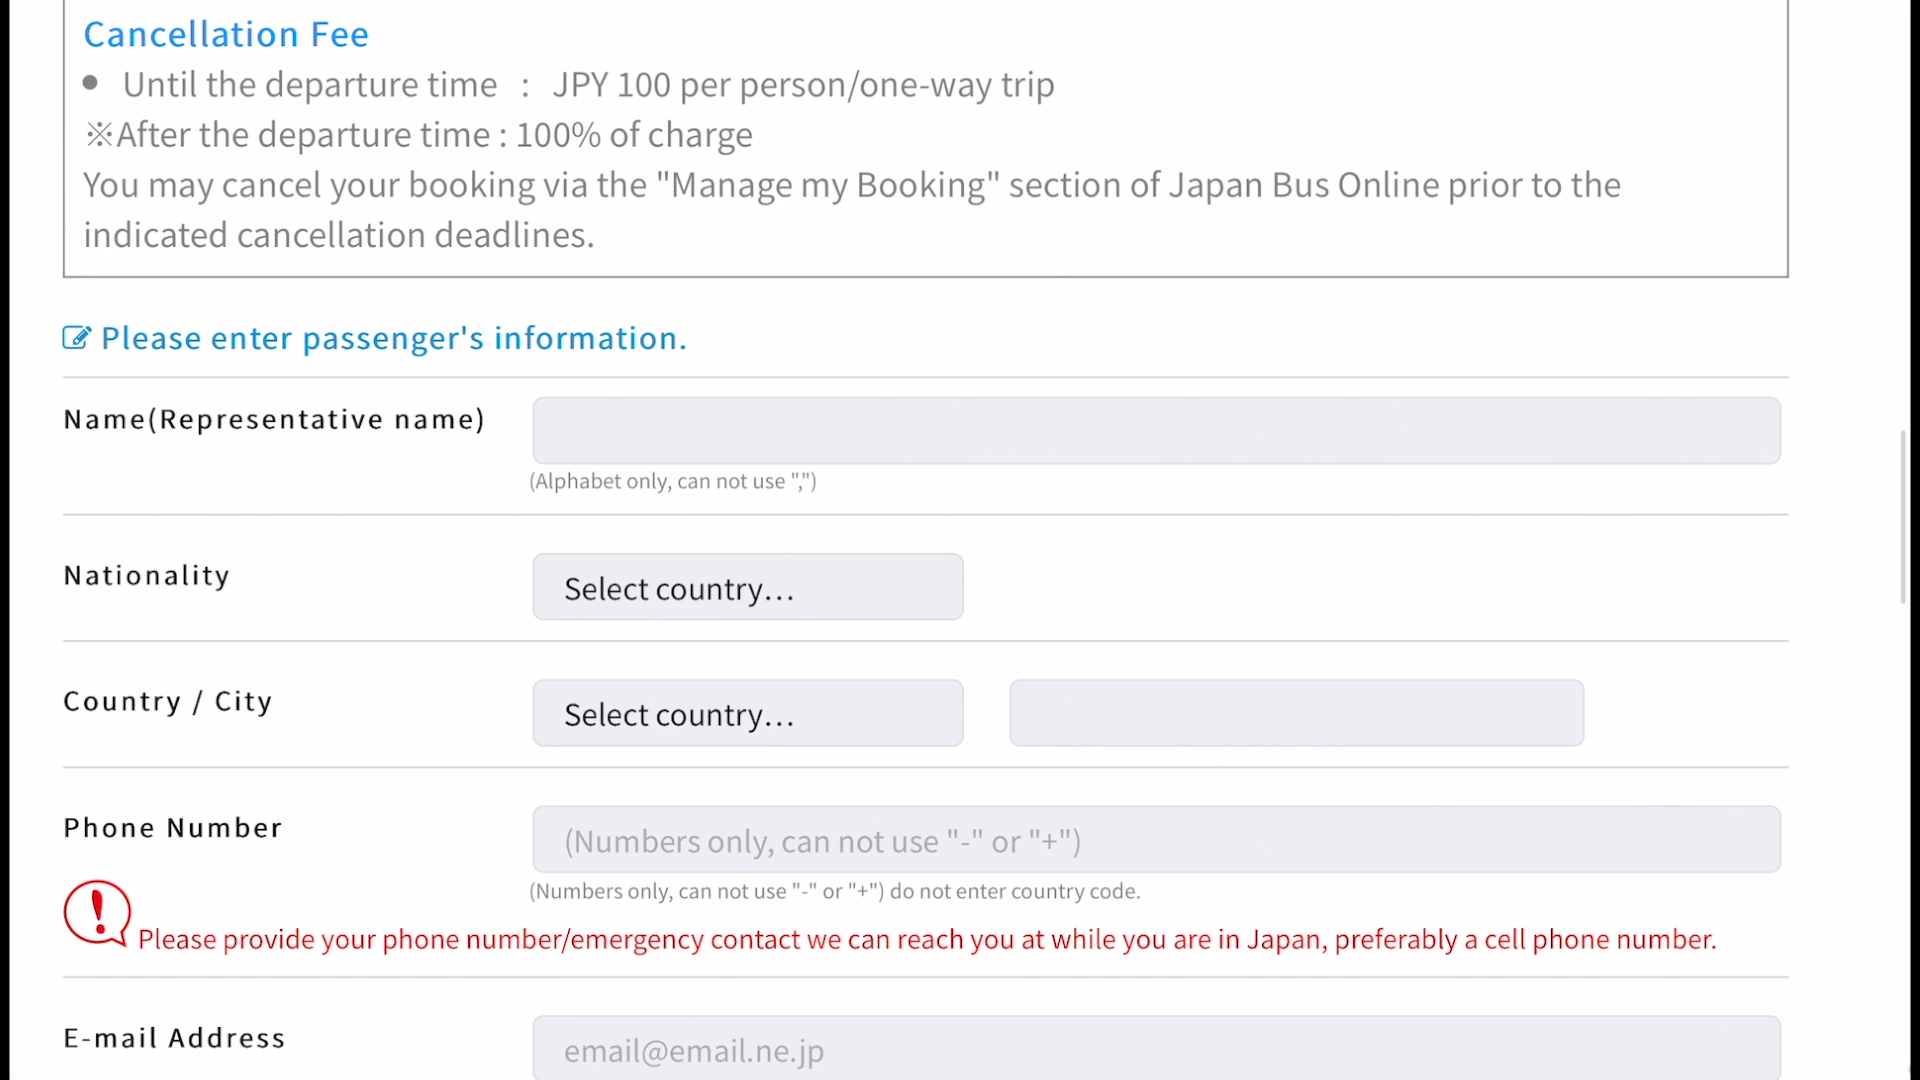 Cancellation Fee
● Until the departure time : JPY 100 per person/one-way trip
※After the departure time : 100% of charge
You may cancel your booking via the "Manage my Booking" section of Japan Bus Online prior to the
indicated cancellation deadlines.
Please enter passenger's information.
Name(Representative name)
(Alphabet only, can not use ",")
Nationality
Select country...
Country / City
Select country...
Phone Number
(Numbers only, can not use "-" or "+")
(Numbers only, can not use "-" or "+") do not enter country code.
Please provide your phone number/emergency contact we can reach you at while you are in Japan, preferably a cell phone number.
E-mail Address
email@email.ne.jp